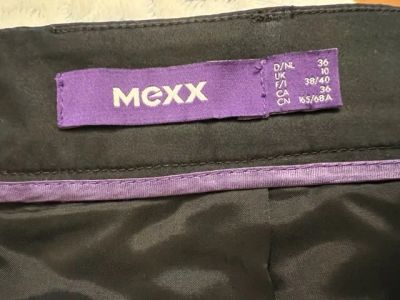 mexx
D/NL 36
UK 10
F/I 38/40
CA 36
CN 165/68A